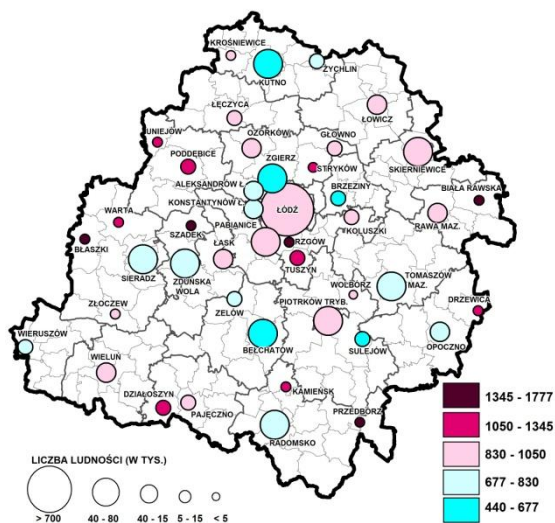 KROŚNIEWICE
KUTNO
ŻYCHLIN
ŁĘCZYCA
ŁOWICZ
UNIEJÓW
OZORKÓW
GŁOWNO
PODDĘBICE
ZGIERZ
STRYKÓW
SKIERNIEWICE
ALEKSANDRÓW Ł.
BRZEZINY
BIAŁA RAWSKA
KONSTANTYNÓW Ł.
ŁÓDŹ
WARTA
SZADEK
PABIANICE
RZGÓW
KOLUSZKI
RAWA MAZ.
BŁASZKI
ŁASK
TUSZYN
SIERADZ
ZDUŃSKA
WOLA
WOLBÓRZ
TOMASZÓW
MAZ.
ZŁOCZEW
ZELÓW
PIOTRKÓW TRYB.
DRZEWICA
WIERUSZÓW
BEŁCHATÓW
SULEJÓW
OPOCZNO
WIELUŃ
DZIAŁOSZYN
PAJĘCZNO
KAMIEŃSK
PRZEDBÓRZ
RADOMSKO
1345 - 1777
1050 - 1345
830 - 1050
677 - 830
440 - 677
LICZBA LUDNOŚCI (W TYS.)
> 700
40 - 80
40 - 15
5 - 15
< 5